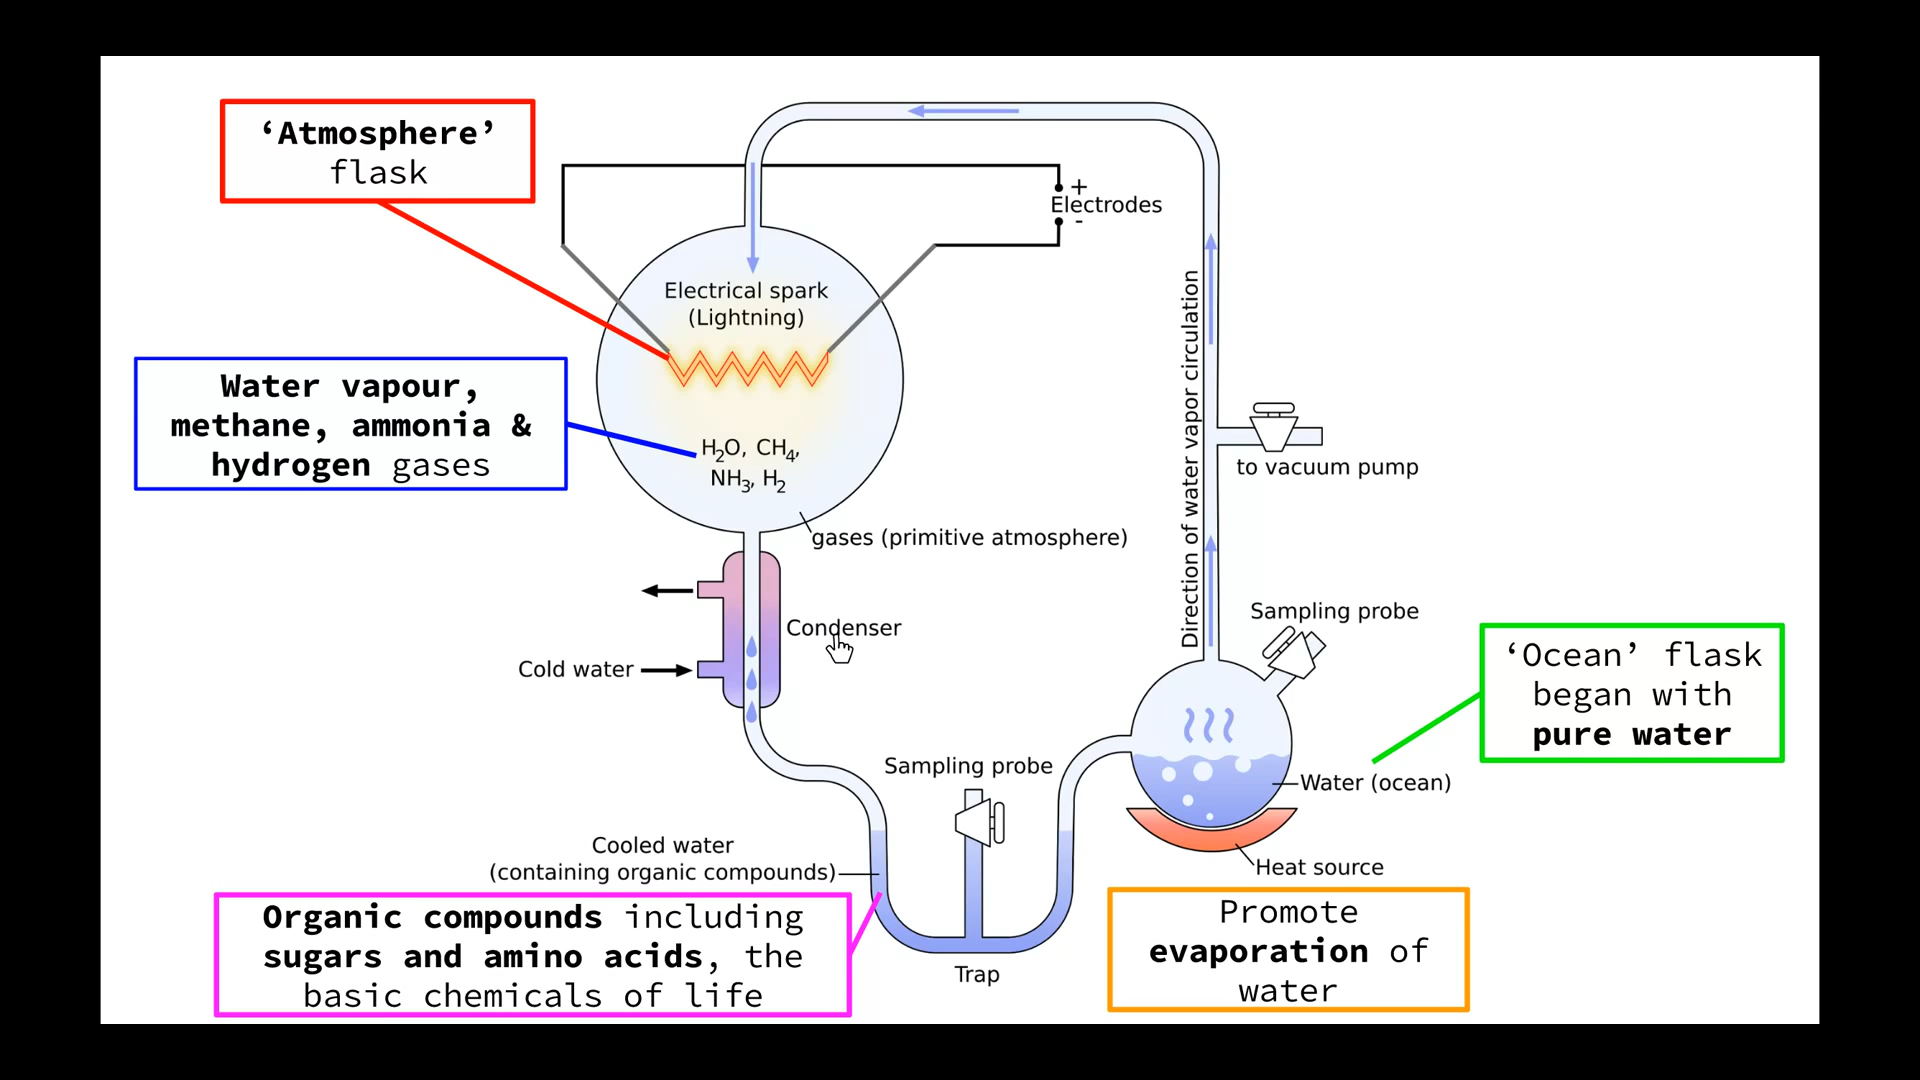 ‘Atmosphere’
flask
+
Electrodes
-
Electrical spark
(Lightning)
Water vapour,
methane, ammonia &
hydrogen gases
H2O, CH4,
NH3, H2
gases (primitive atmosphere)
Direction of water vapor circulation
to vacuum pump
Condenser
Cold water
Sampling probe
‘Ocean’ flask
began with
pure water
Sampling probe
Water (ocean)
Cooled water
(containing organic compounds)
Heat source
Organic compounds including
sugars and amino acids, the
basic chemicals of life
Trap
Promote
evaporation of
water